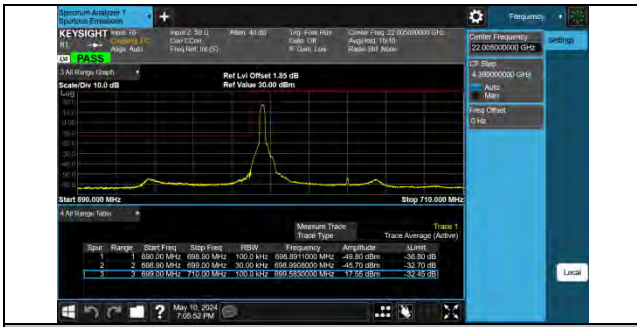 Spectrum Analyzer 1
Spurious Emissions
Frequency
KEYSIGHT Input: RF
Coupling: DC
Align: Auto
Input Z: 50 Ω
Corr CCorr
Freq Ref: Int (S)
Atten: 40 dB
Trig: Free Run
Gate: Off
IF Gain: Low
Center Freq: 22.005000000 GHz
Avg|Hold: 10/10
Radio Std: None
PASS
Center Frequency
22.005000000 GHz
Settings
CF Step
4.399000000 GHz
Auto
Man
Freq Offset
0 Hz
3 All Range Graph
Scale/Div 10.0 dB
Ref Lvl Offset 1.85 dB
Ref Value 30.00 dBm
Log
Start 690.000 MHz
Stop 710.000 MHz
4 All Range Table
Measure Trace Trace 1
Trace Type Trace Average (Active)
Spur Range Start Freq Stop Freq RBW Frequency Amplitude ΔLimit
1 1 690.00 MHz 698.90 MHz 100.0 kHz 698.8911000 MHz -49.80 dBm -36.80 dB
2 2 698.90 MHz 699.00 MHz 30.00 kHz 698.9908000 MHz -45.70 dBm -32.70 dB
3 3 699.00 MHz 710.00 MHz 100.0 kHz 699.5830000 MHz 17.55 dBm -32.45 dB
Local
May 10, 2024
7:05:52 PM